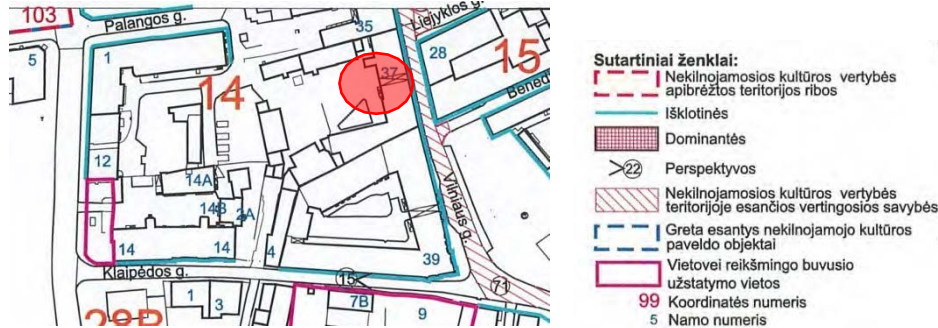 103
Palangos g.
5
1
14
35
Liejyklos g.
28
15
37
12
14A
14B
2A
14
14
4
39
Vilniaus g.
Klaipėdos g.
15
71
1
3
7B
9
Sutartiniai ženklai:
Nekilnojamosios kultūros vertybės
apibrėžtos teritorijos ribos
Išklotinės
Dominantės
22 Perspektyvos
Nekilnojamosios kultūros vertybės
teritorijoje esančios vertingosios savybės
Greta esantys nekilnojamojo kultūros
paveldo objektai
Vietovei reikšmingo buvusio
užstatymo vietos
99 Koordinatės numeris
5 Namo numeris